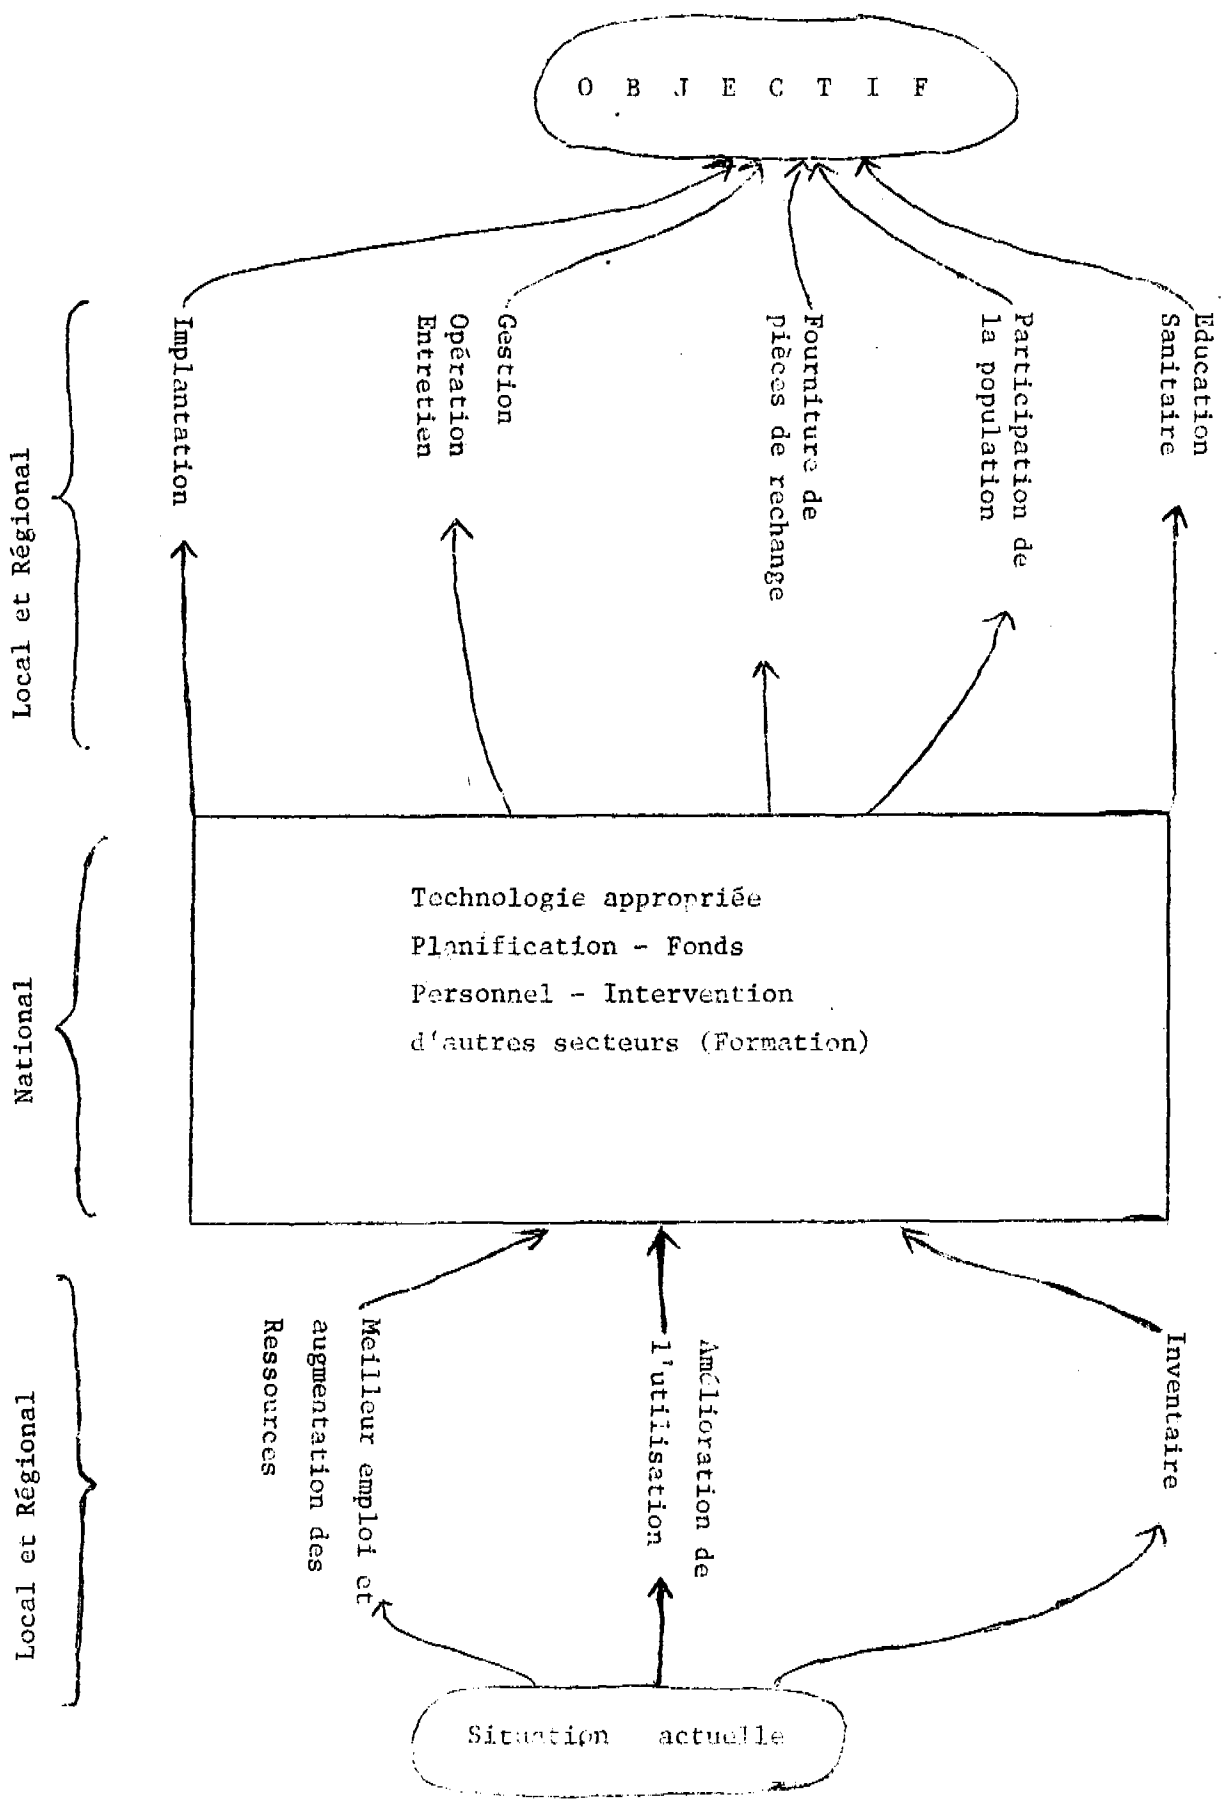 O B J E C T I F
Implantation
Gestion
Opération
Entretien
Fourniture de
pièces de rechange
Participation de
la population
Education
Sanitaire
Local et Régional
Technologie appropriée
Planification - Fonds
Personnel - Intervention
d'autres secteurs (Formation)
National
Meilleur emploi et
augmentation des
Ressources
Amélioration de
l'utilisation
Inventaire
Local et Régional
Situation actuelle